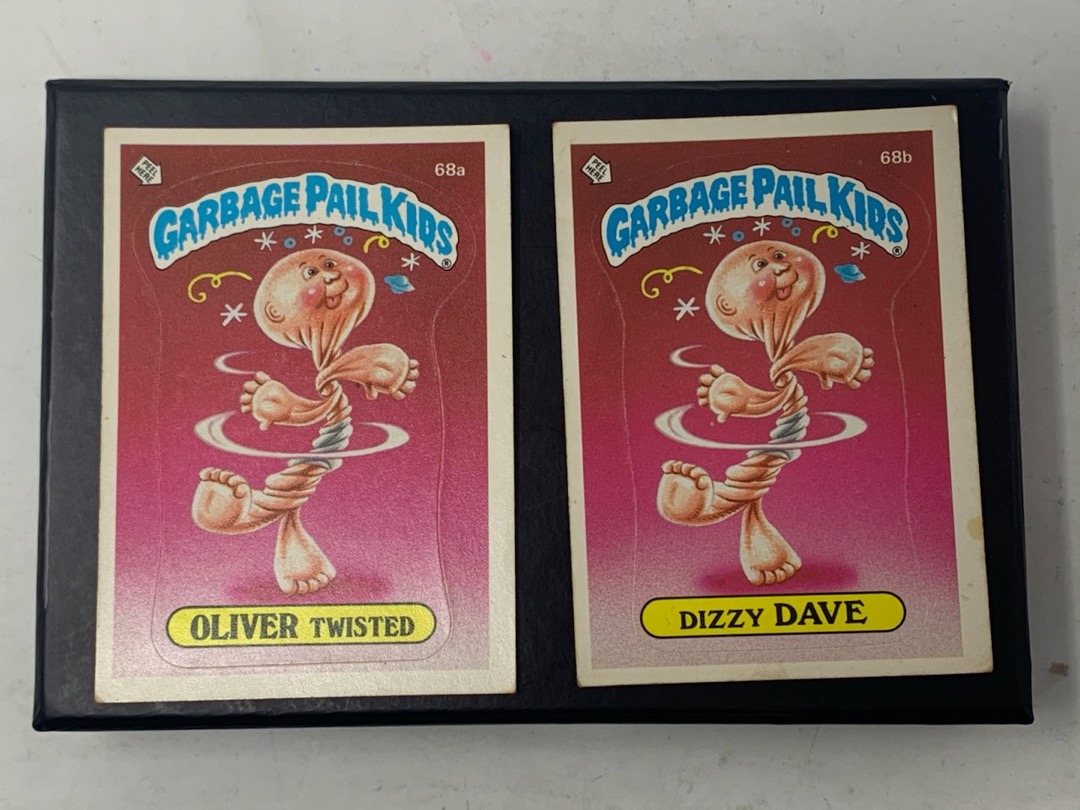 PEEL HERE
68a
GARBAGE PAIL KIDS®
OLIVER TWISTED
PEEL HERE
68b
GARBAGE PAIL KIDS®
DIZZY DAVE